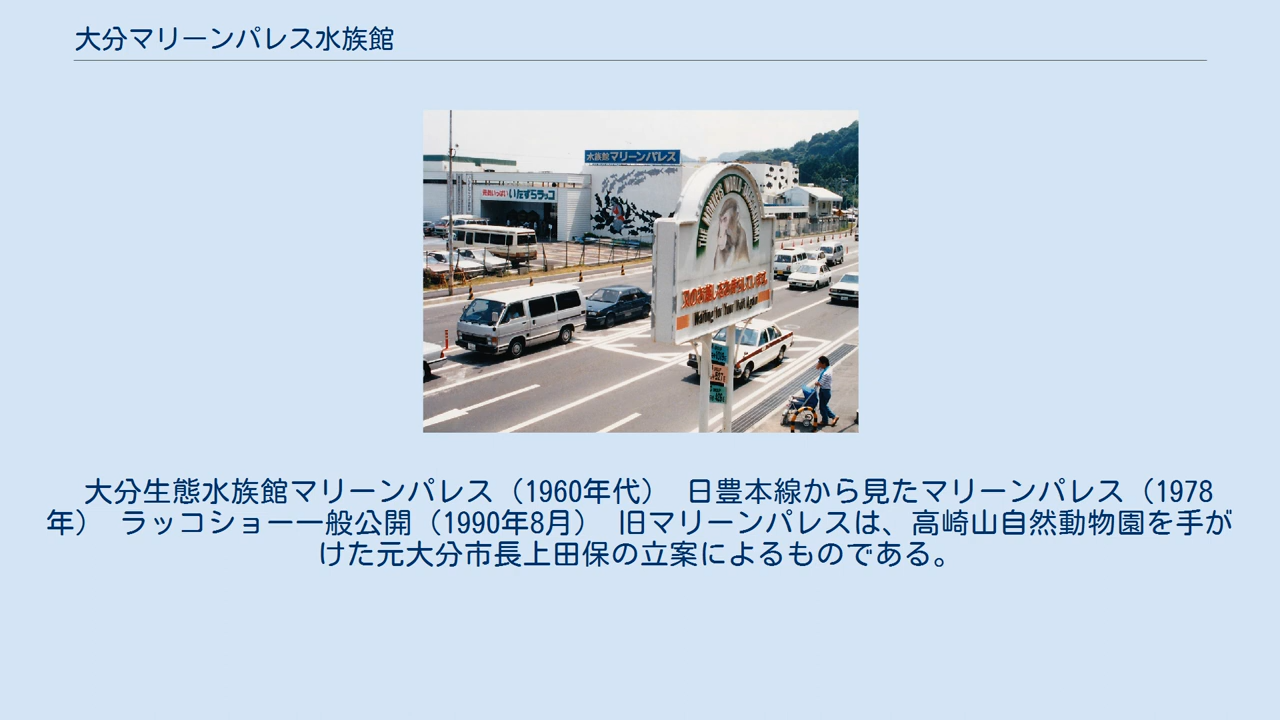 大分マリーンパレス水族館
水族館マリーンパレス
いたずらラッコ
Waiting for Your Visit Again
大分生態水族館マリーンパレス（1960年代） 日豊本線から見たマリーンパレス（1978
年） ラッコショー一般公開（1990年8月） 旧マリーンパレスは、高崎山自然動物園を手が
けた元大分市長上田保の立案によるものである。